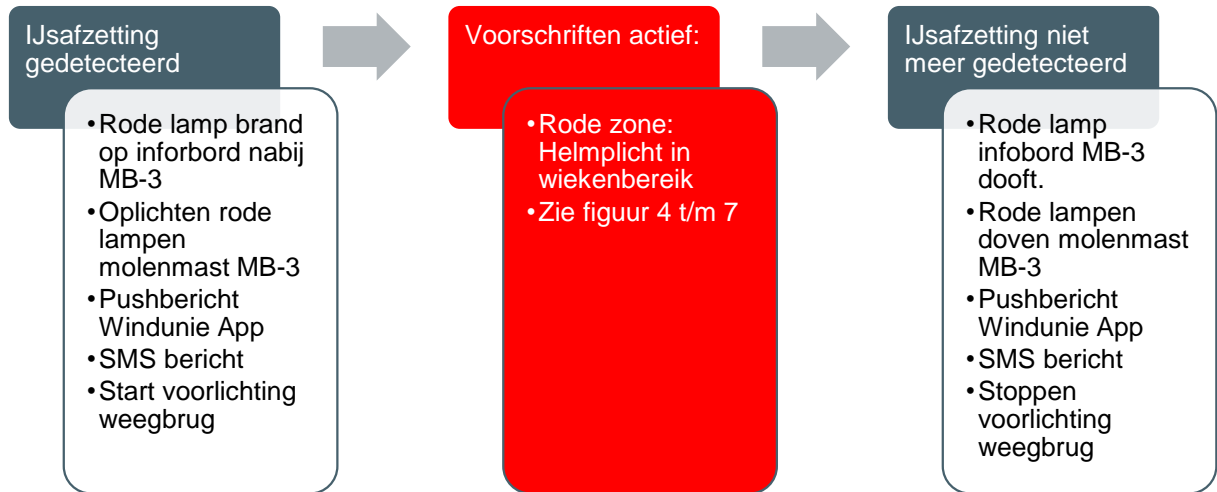 IJsafzetting
gedetecteerd
•Rode lamp brand
op inforbord nabij
MB-3
•Oplichten rode
lampen
molenmast MB-3
•Pushbericht
Windunie App
•SMS bericht
•Start voorlichting
weegbrug
Voorschriften actief:
•Rode zone:
Helmplicht in
wiekenbereik
•Zie figuur 4 t/m 7
IJsafzetting niet
meer gedetecteerd
•Rode lamp
infobord MB-3
dooft.
•Rode lampen
doven molenmast
MB-3
•Pushbericht
Windunie App
•SMS bericht
•Stoppen
voorlichting
weegbrug